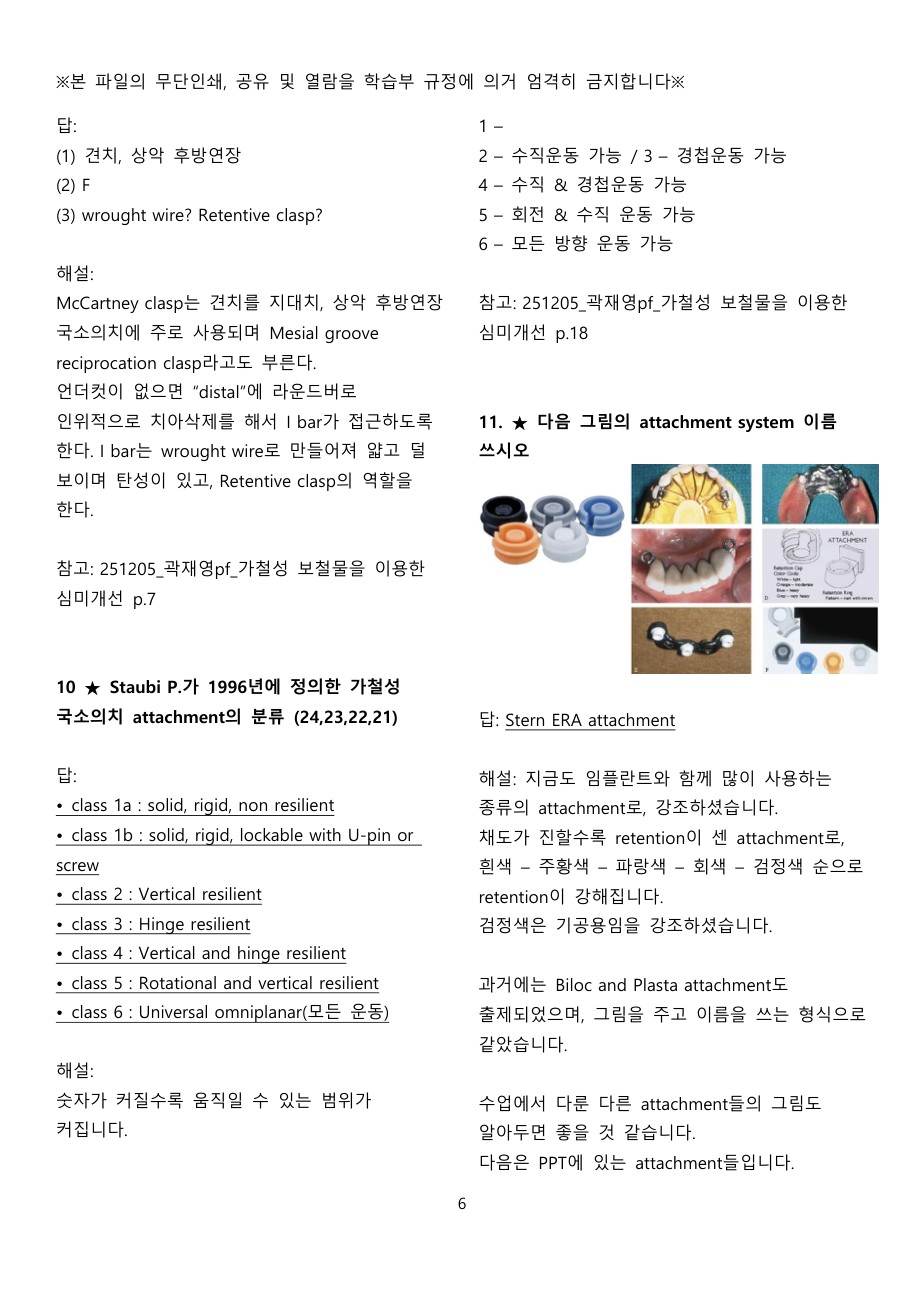 ※본 파일의 무단인쇄, 공유 및 열람을 학습부 규정에 의거 엄격히 금지합니다※
답:
(1) 견치, 상악 후방연장
(2) F
(3) wrought wire? Retentive clasp?
해설:
McCartney clasp는 견치를 지대치, 상악 후방연장
국소의치에 주로 사용되며 Mesial groove
reciprocation clasp라고도 부른다.
언더컷이 없으면 “distal”에 라운드버로
인위적으로 치아삭제를 해서 I bar가 접근하도록
한다. I bar는 wrought wire로 만들어져 얇고 덜
보이며 탄성이 있고, Retentive clasp의 역할을
한다.
참고: 251205_곽재영pf_가철성 보철물을 이용한
심미개선 p.7
10 ★ Staubi P.가 1996년에 정의한 가철성
국소의치 attachment의 분류 (24,23,22,21)
답:
• class 1a : solid, rigid, non resilient
• class 1b : solid, rigid, lockable with U-pin or
screw
• class 2 : Vertical resilient
• class 3 : Hinge resilient
• class 4 : Vertical and hinge resilient
• class 5 : Rotational and vertical resilient
• class 6 : Universal omniplanar(모든 운동)
해설:
숫자가 커질수록 움직일 수 있는 범위가
커집니다.
1 –
2 – 수직운동 가능 / 3 – 경첩운동 가능
4 – 수직 & 경첩운동 가능
5 – 회전 & 수직 운동 가능
6 – 모든 방향 운동 가능
참고: 251205_곽재영pf_가철성 보철물을 이용한
심미개선 p.18
11. ★ 다음 그림의 attachment system 이름
쓰시오
A
B
ERA
ATTACHMENT
Retention Cap
Color Code
White - light
Orange - moderate
Blue - heavy
Grey - very heavy
Retention Ring
D
E
F
답: Stern ERA attachment
해설: 지금도 임플란트와 함께 많이 사용하는
종류의 attachment로, 강조하셨습니다.
채도가 진할수록 retention이 센 attachment로,
흰색 – 주황색 – 파랑색 – 회색 – 검정색 순으로
retention이 강해집니다.
검정색은 기공용임을 강조하셨습니다.
과거에는 Biloc and Plasta attachment도
출제되었으며, 그림을 주고 이름을 쓰는 형식으로
같았습니다.
수업에서 다룬 다른 attachment들의 그림도
알아두면 좋을 것 같습니다.
다음은 PPT에 있는 attachment들입니다.
6